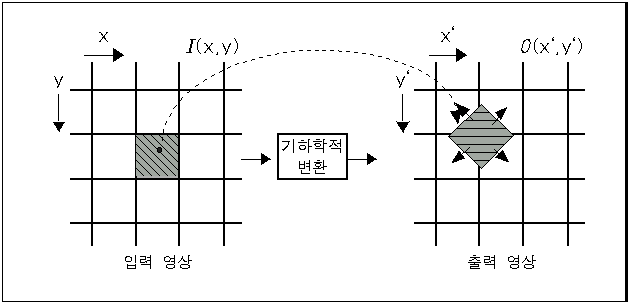 x
I(x,y)
x'
O(x',y')
y
y'
기하학적
변환
입력 영상
출력 영상